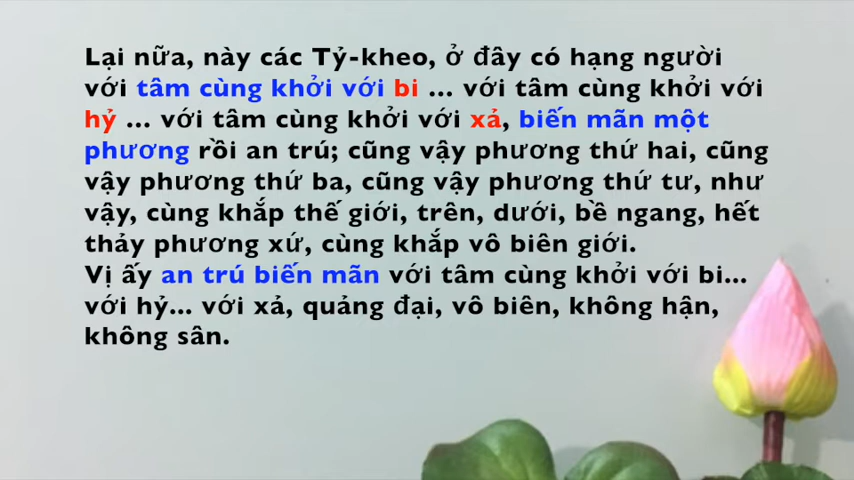 Lại nữa, này các Tỷ-kheo, ở đây có hạng người
với tâm cùng khởi với bi ... với tâm cùng khởi với
hỷ ... với tâm cùng khởi với xả, biến mãn một
phương rồi an trú; cũng vậy phương thứ hai, cũng
vậy phương thứ ba, cũng vậy phương thứ tư, như
vậy, cùng khắp thế giới, trên, dưới, bề ngang, hết
thảy phương xứ, cùng khắp vô biên giới.
Vị ấy an trú biến mãn với tâm cùng khởi với bi...
với hỷ... với xả, quảng đại, vô biên, không hận,
không sân.